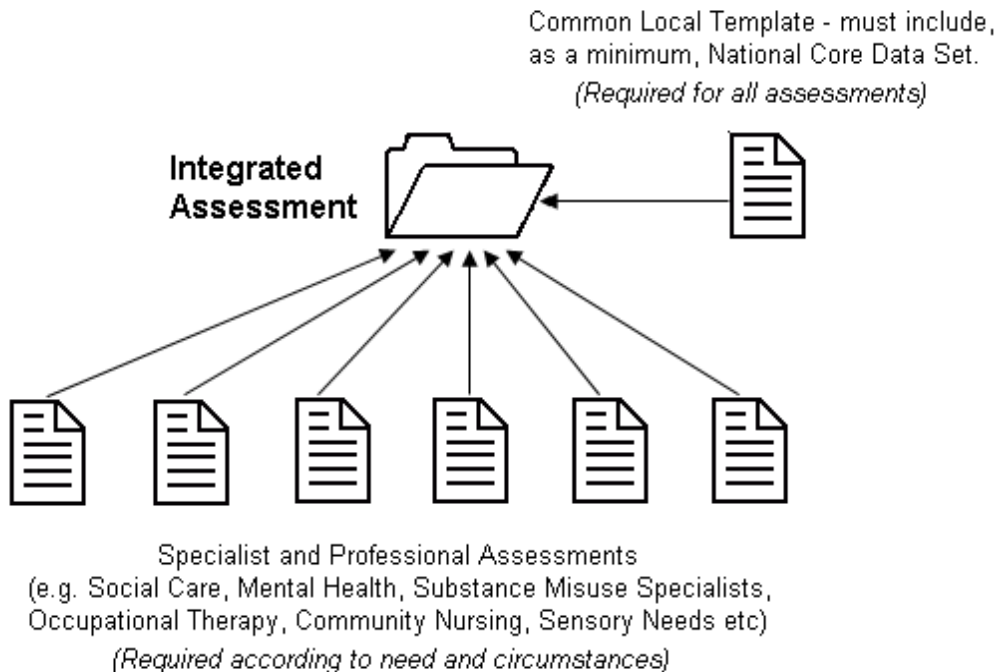 Common Local Template - must include,
as a minimum, National Core Data Set.
(Required for all assessments)
Integrated
Assessment
Specialist and Professional Assessments
(e.g. Social Care, Mental Health, Substance Misuse Specialists,
Occupational Therapy, Community Nursing, Sensory Needs etc)
(Required according to need and circumstances)